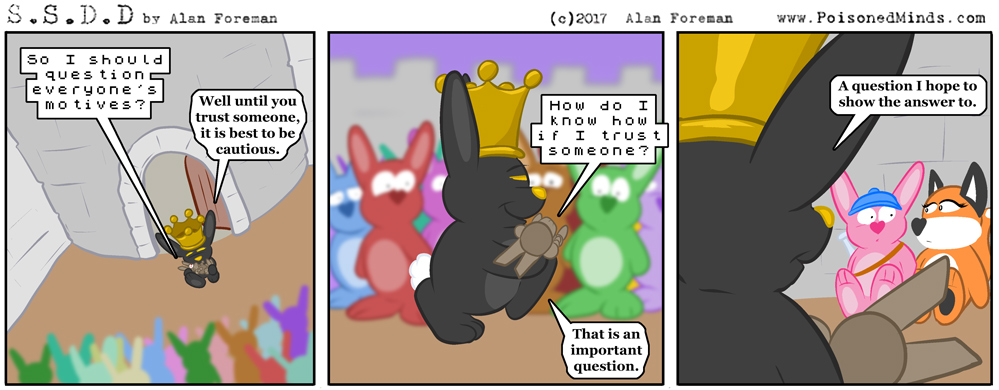 S.S.D.D by Alan Foreman (c)2017 Alan Foreman www.PoisonedMinds.com
So I should
question
everyone's
motives?
Well until you
trust someone,
it is best to be
cautious.
How do I
know how
if I trust
someone?
That is an
important
question.
A question I hope to
show the answer to.